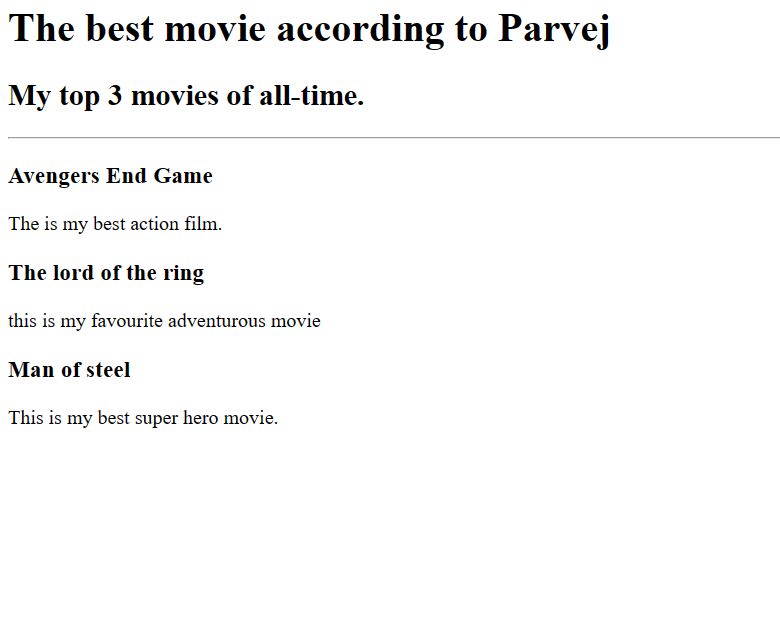 The best movie according to Parvej
My top 3 movies of all-time.
Avengers End Game
The is my best action film.
The lord of the ring
this is my favourite adventurous movie
Man of steel
This is my best super hero movie.